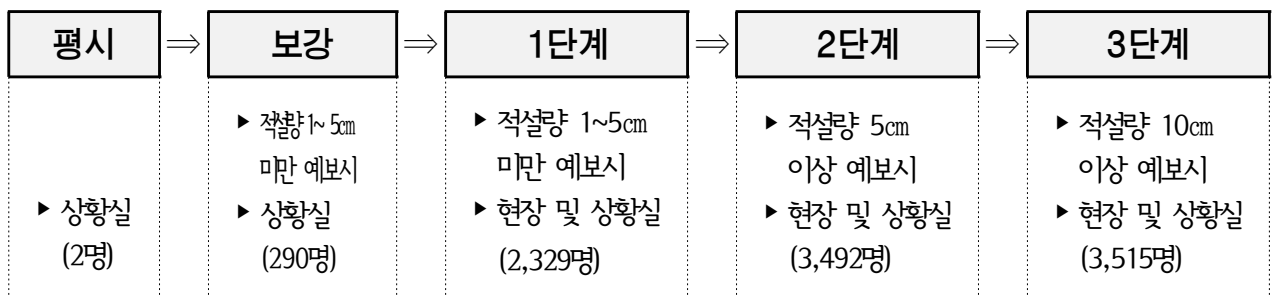 평시 ⇒ 보강 ⇒ 1단계 ⇒ 2단계 ⇒ 3단계
▶ 상황실
(2명)
▶ 적설량 1~5㎝
미만 예보시
▶ 상황실
(290명)
▶ 적설량 1~5㎝
미만 예보시
▶ 현장 및 상황실
(2,329명)
▶ 적설량 5㎝
이상 예보시
▶ 현장 및 상황실
(3,492명)
▶ 적설량 10㎝
이상 예보시
▶ 현장 및 상황실
(3,515명)